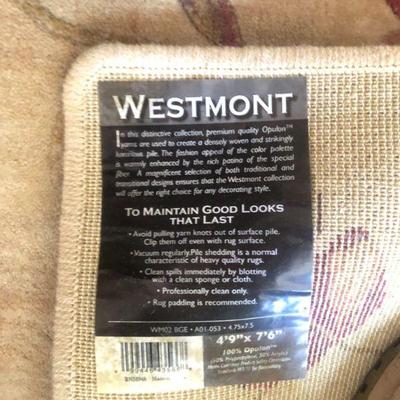 WESTMONT
In this distinctive collection, premium quality Opulon™
yarns are used to create a densely woven and strikingly
luxurious pile. The fashion appeal of the color palette
is warmly enhanced by the rich patina of the special
fiber. A magnificent selection of both traditional and
transitional designs ensures that the Westmont collection
will offer the right choice for any decorating style.
TO MAINTAIN GOOD LOOKS
THAT LAST
• Avoid pulling yarn knots out of surface pile.
Clip them off even with rug surface.
• Vacuum regularly. Pile shedding is a normal
characteristic of heavy quality rugs.
• Clean spills immediately by blotting
with a clean sponge or cloth.
• Professionally clean only.
• Rug padding is recommended.
WM02 BGE • A01-053 • 4.75x7.5
4'9"x 7'6"
100% Opulon™
(50% Polypropylene, 50% Acrylic)